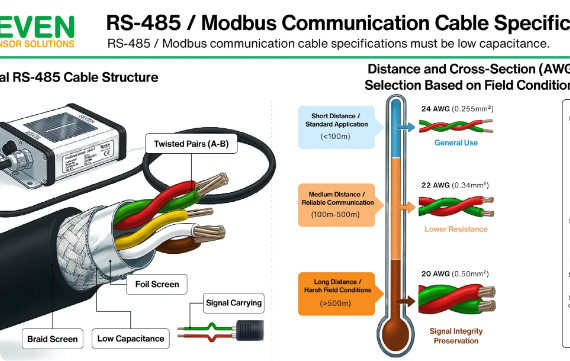 EVEN
NSOR SOLUTIONS
RS-485 / Modbus Communication Cable Specific
RS-485 / Modbus communication cable specifications must be low capacitance.
al RS-485 Cable Structure
Twisted Pairs (A-B)
Foil Screen
Signal Carrying
Braid Screen
Low Capacitance
Distance and Cross-Section (AWG
Selection Based on Field Condition
Short Distance /
Standard Application
(<100m)
24 AWG (0.255mm²)
General Use
Medium Distance /
Reliable Communication
(100m-500m)
22 AWG (0.34mm²)
Lower Resistance
Long Distance /
Harsh Field Conditions
(>500m)
20 AWG (0.50mm²)
Signal Integrity
Preservation